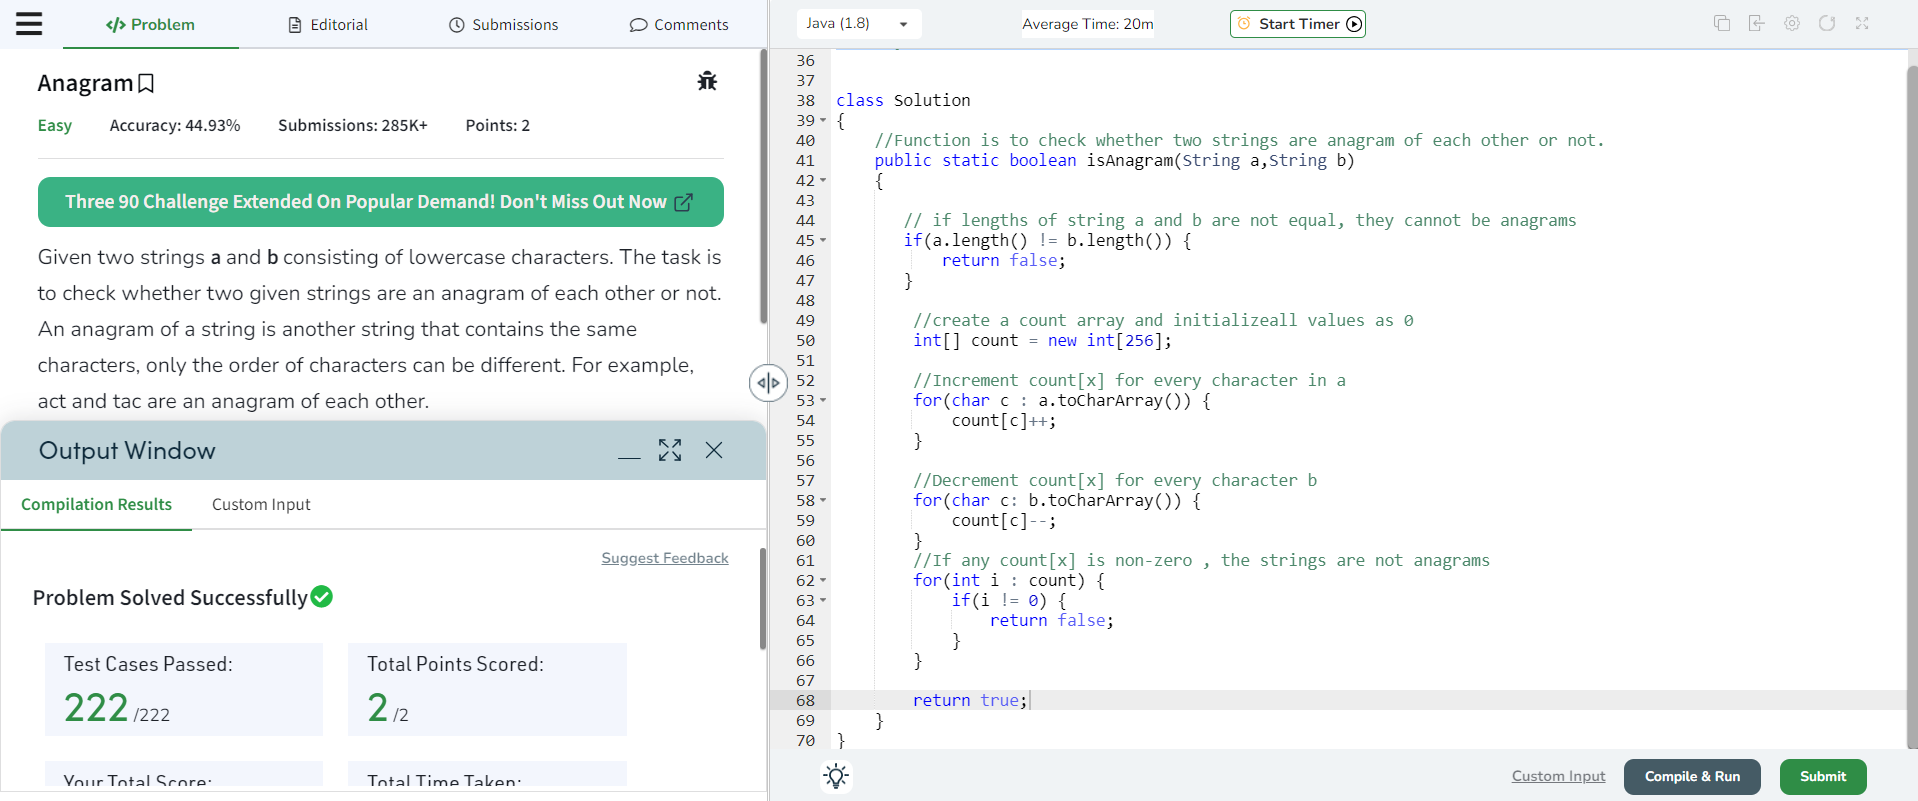 Problem
Editorial
Submissions
Comments
Anagram
Easy Accuracy: 44.93% Submissions: 285K+ Points: 2
Three 90 Challenge Extended On Popular Demand! Don't Miss Out Now
Given two strings a and b consisting of lowercase characters. The task is
to check whether two given strings are an anagram of each other or not.
An anagram of a string is another string that contains the same
characters, only the order of characters can be different. For example,
act and tac are an anagram of each other.
Output Window
Compilation Results Custom Input
Suggest Feedback
Problem Solved Successfully
Test Cases Passed:
222 /222
Total Points Scored:
2 /2
Your Total Score:
Total Time Taken:
Java (1.8)
Average Time: 20m
Start Timer
36
37
38 class Solution
39 {
40 //Function is to check whether two strings are anagram of each other or not.
41 public static boolean isAnagram(String a,String b)
42 {
43
44 // if lengths of string a and b are not equal, they cannot be anagrams
45 if(a.length() != b.length()) {
46 return false;
47 }
48
49 //create a count array and initializeall values as 0
50 int[] count = new int[256];
51
52 //Increment count[x] for every character in a
53 for(char c : a.toCharArray()) {
54 count[c]++;
55 }
56
57 //Decrement count[x] for every character b
58 for(char c: b.toCharArray()) {
59 count[c]--;
60 }
61 //If any count[x] is non-zero , the strings are not anagrams
62 for(int i : count) {
63 if(i != 0) {
64 return false;
65 }
66 }
67
68 return true;
69 }
70 }
Custom Input
Compile & Run
Submit